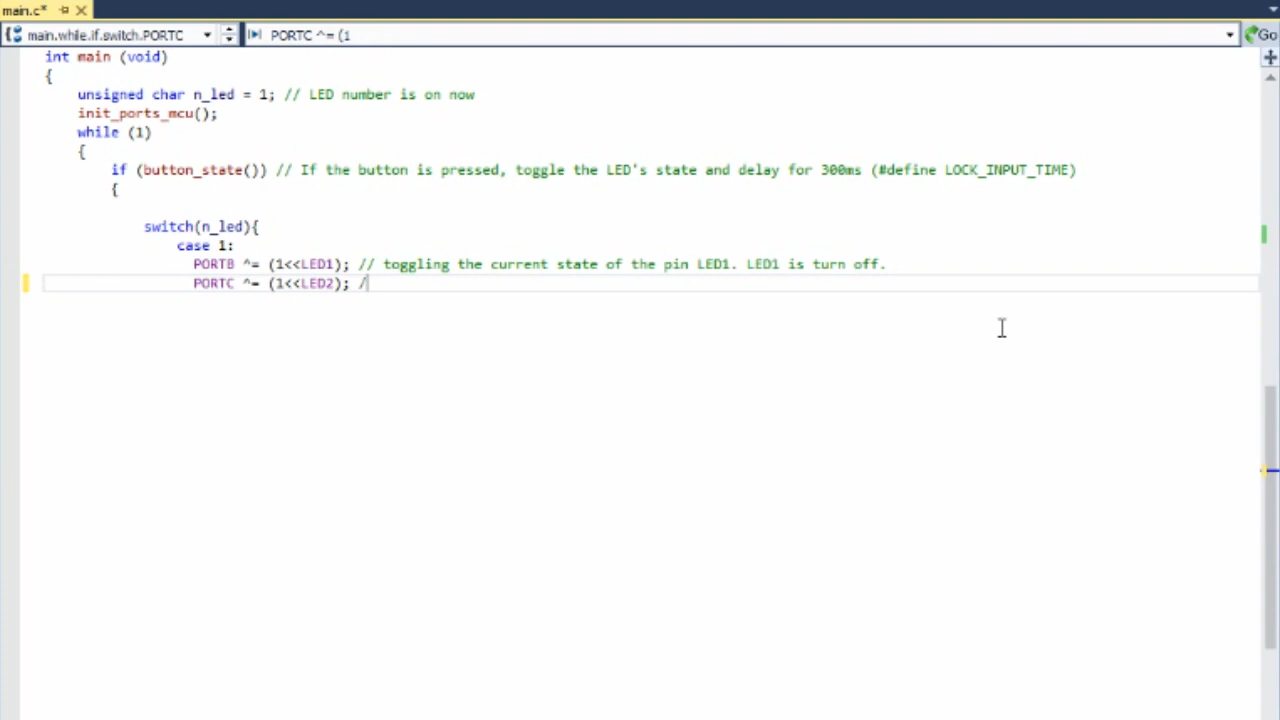 main.c*
main.while.if.switch.PORTC
PORTC ^= (1
Go
int main (void)
{
unsigned char n_led = 1; // LED number is on now
init_ports_mcu();
while (1)
{
if (button_state()) // If the button is pressed, toggle the LED's state and delay for 300ms (#define LOCK_INPUT_TIME)
{
switch(n_led){
case 1:
PORTB ^= (1<<LED1); // toggling the current state of the pin LED1. LED1 is turn off.
PORTC ^= (1<<LED2); /